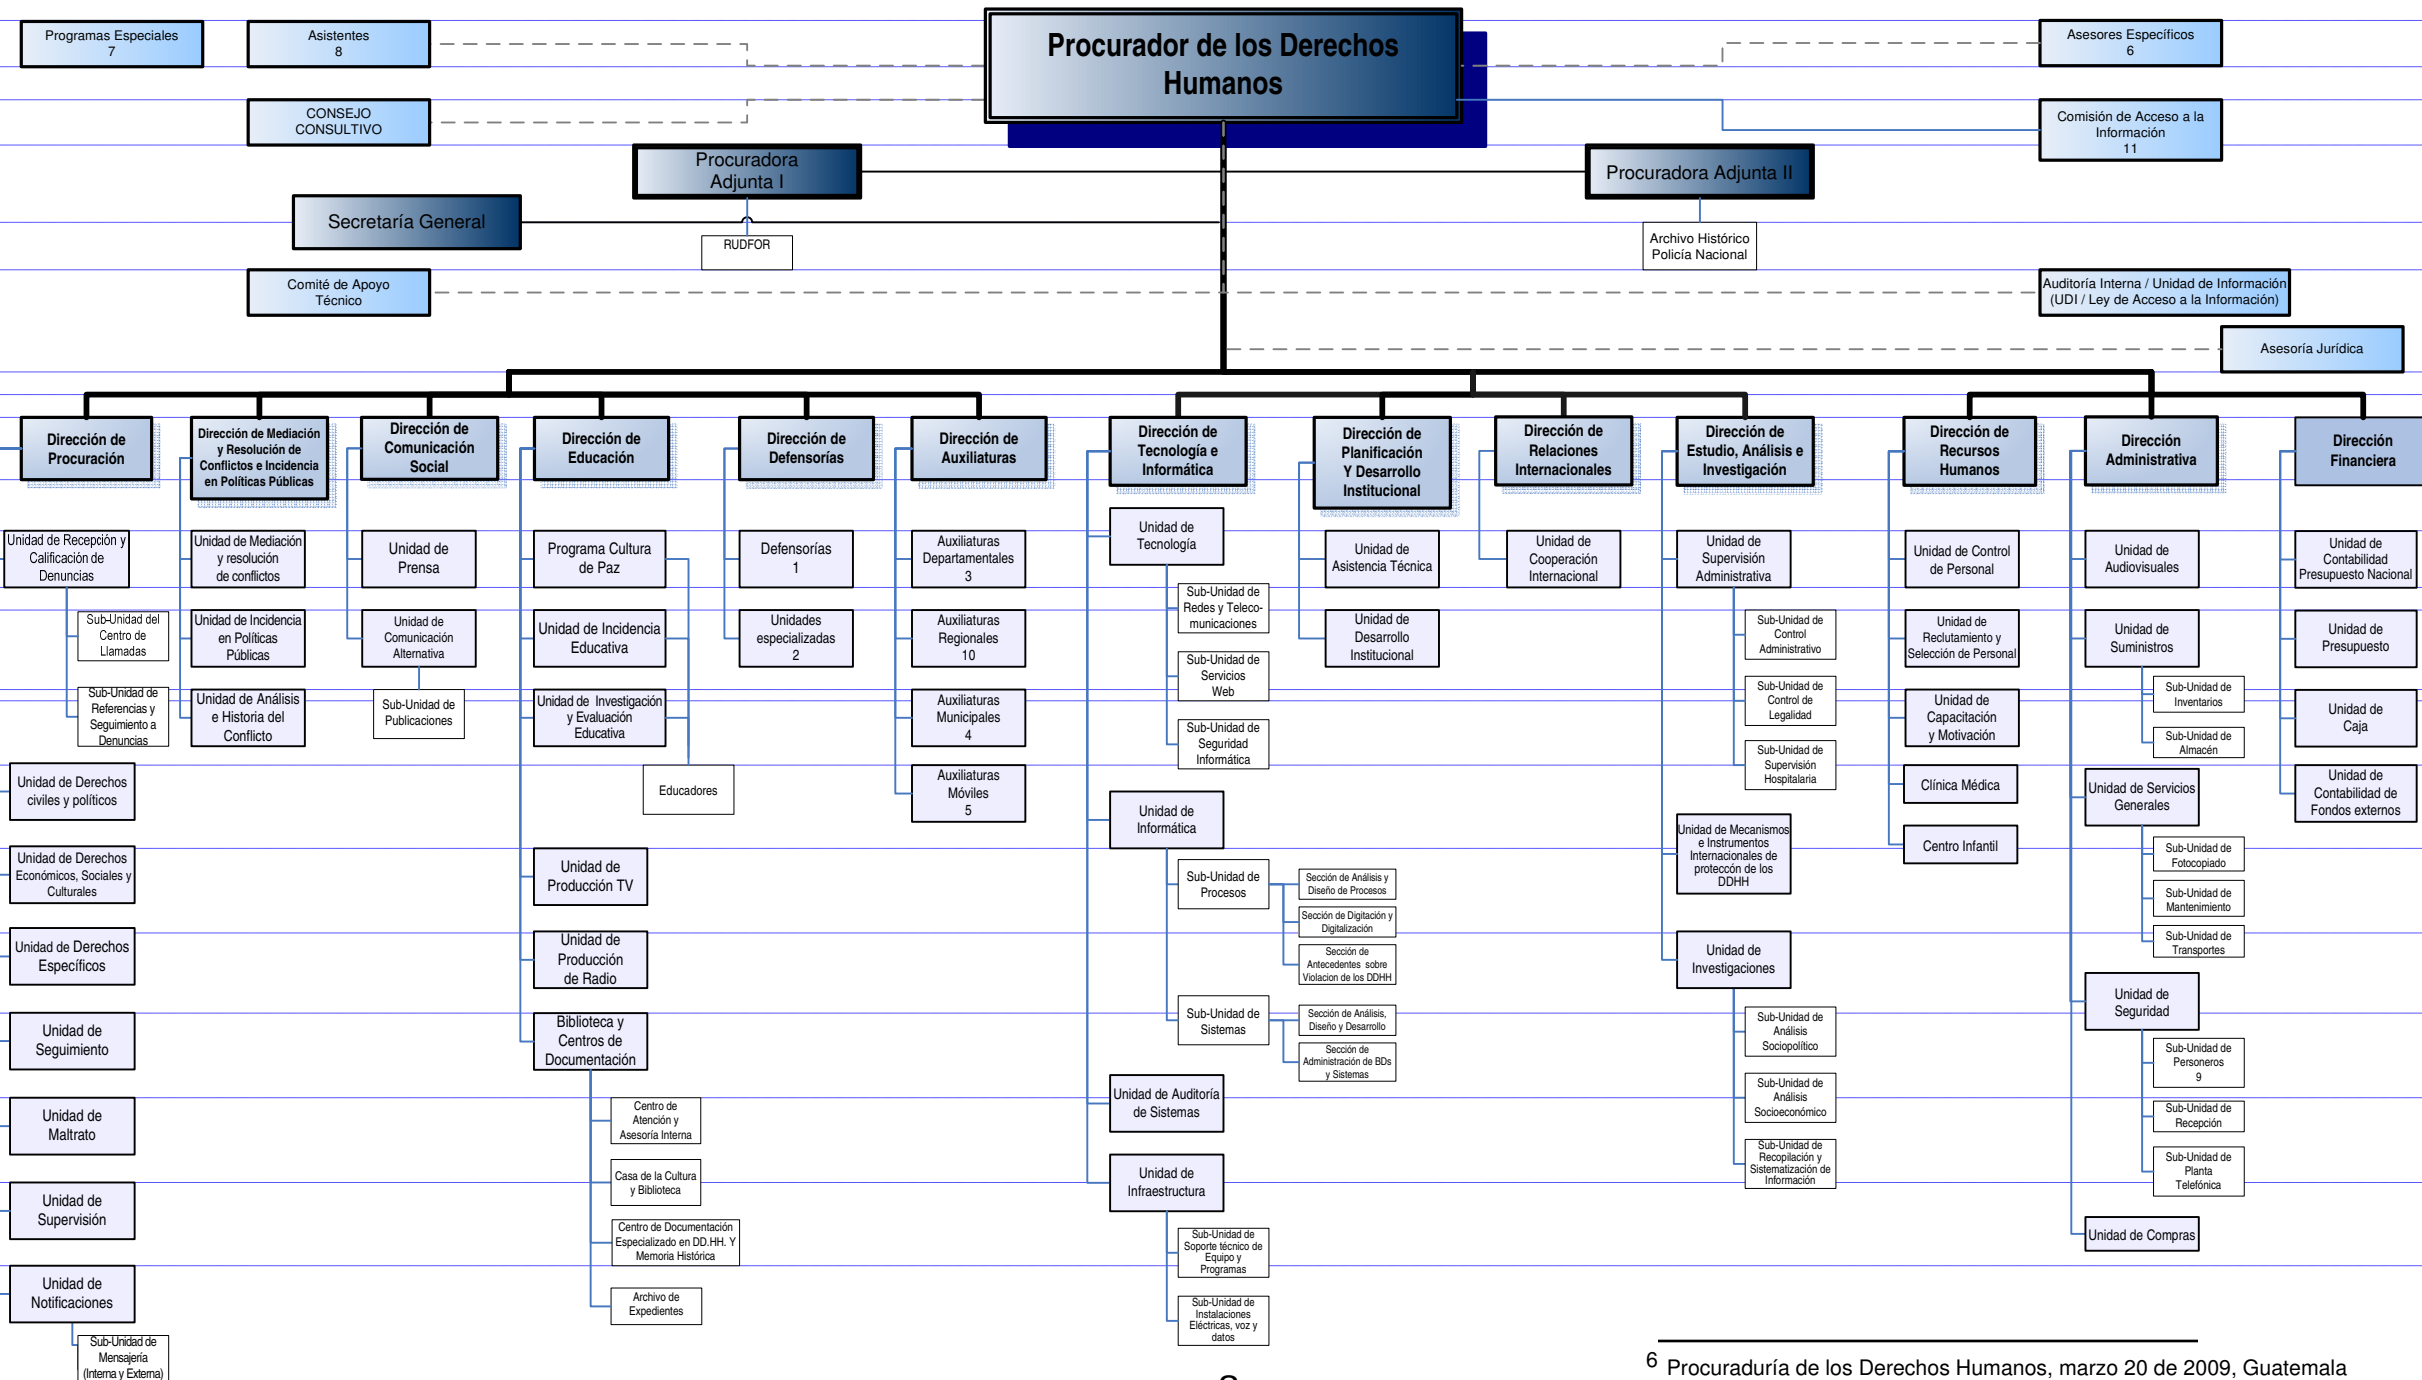 Programas Especiales
7
Asistentes
8
Procurador de los Derechos
Humanos
Asesores Específicos
6
CONSEJO
CONSULTIVO
Comisión de Acceso a la
Información
11
Procuradora
Adjunta I
Procuradora Adjunta II
Secretaría General
RUDFOR
Archivo Histórico
Policía Nacional
Comité de Apoyo
Técnico
Auditoría Interna / Unidad de Información
(UDI / Ley de Acceso a la Información)
Asesoría Jurídica
Dirección de
Procuración
Unidad de Recepción y
Calificación de
Denuncias
Sub-Unidad del
Centro de
Llamadas
Sub-Unidad de
Referencias y
Seguimiento a
Denuncias
Unidad de Derechos
civiles y políticos
Unidad de Derechos
Económicos, Sociales y
Culturales
Unidad de Derechos
Específicos
Unidad de
Seguimiento
Unidad de
Maltrato
Unidad de
Supervisión
Unidad de
Notificaciones
Sub-Unidad de
Mensajería
(Interna y Externa)
Dirección de Mediación
y Resolución de
Conflictos e Incidencia
en Políticas Públicas
Unidad de Mediación
y resolución
de conflictos
Unidad de Incidencia
en Políticas
Públicas
Unidad de Análisis
e Historia del
Conflicto
Dirección de
Comunicación
Social
Unidad de
Prensa
Unidad de
Comunicación
Alternativa
Sub-Unidad de
Publicaciones
Dirección de
Educación
Programa Cultura
de Paz
Unidad de Incidencia
Educativa
Unidad de Investigación
y Evaluación
Educativa
Educadores
Unidad de
Producción TV
Unidad de
Producción
de Radio
Biblioteca y
Centros de
Documentación
Centro de
Atención y
Asesoría Interna
Casa de la Cultura
y Biblioteca
Centro de Documentación
Especializado en DD.HH. Y
Memoria Histórica
Archivo de
Expedientes
Dirección de
Defensorías
Defensorías
1
Unidades
especializadas
2
Dirección de
Auxiliaturas
Auxiliaturas
Departamentales
3
Auxiliaturas
Regionales
10
Auxiliaturas
Municipales
4
Auxiliaturas
Móviles
5
Dirección de
Tecnología e
Informática
Unidad de
Tecnología
Sub-Unidad de
Redes y Teleco-
municaciones
Sub-Unidad de
Servicios
Web
Sub-Unidad de
Seguridad
Informática
Unidad de
Informática
Sub-Unidad de
Procesos
Sección de Análisis y
Diseño de Procesos
Sección de Digitación y
Digitalización
Sección de
Antecedentes sobre
Violacion de los DDHH
Sub-Unidad de
Sistemas
Sección de Análisis,
Diseño y Desarrollo
Sección de
Administración de BDs
y Sistemas
Unidad de Auditoría
de Sistemas
Unidad de
Infraestructura
Sub-Unidad de
Soporte técnico de
Equipo y
Programas
Sub-Unidad de
Instalaciones
Eléctricas, voz y
datos
Dirección de
Planificación
Y Desarrollo
Institucional
Unidad de
Asistencia Técnica
Unidad de
Desarrollo
Institucional
Dirección de
Relaciones
Internacionales
Unidad de
Cooperación
Internacional
Dirección de
Estudio, Análisis e
Investigación
Unidad de
Supervisión
Administrativa
Sub-Unidad de
Control
Administrativo
Sub-Unidad de
Control de
Legalidad
Sub-Unidad de
Supervisión
Hospitalaria
Unidad de Mecanismos
e Instrumentos
Internacionales de
proteccón de los
DDHH
Unidad de
Investigaciones
Sub-Unidad de
Análisis
Sociopolítico
Sub-Unidad de
Análisis
Socioeconómico
Sub-Unidad de
Recopilación y
Sistematización de
Información
Dirección de
Recursos
Humanos
Unidad de Control
de Personal
Unidad de
Reclutamiento y
Selección de Personal
Unidad de
Capacitación
y Motivación
Clínica Médica
Centro Infantil
Dirección
Administrativa
Unidad de
Audiovisuales
Unidad de
Suministros
Sub-Unidad de
Inventarios
Sub-Unidad de
Almacén
Unidad de Servicios
Generales
Sub-Unidad de
Fotocopiado
Sub-Unidad de
Mantenimiento
Sub-Unidad de
Transportes
Unidad de
Seguridad
Sub-Unidad de
Personeros
9
Sub-Unidad de
Recepción
Sub-Unidad de
Planta
Telefónica
Unidad de Compras
Dirección
Financiera
Unidad de
Contabilidad
Presupuesto Nacional
Unidad de
Presupuesto
Unidad de
Caja
Unidad de
Contabilidad de
Fondos externos
6 Procuraduría de los Derechos Humanos, marzo 20 de 2009, Guatemala